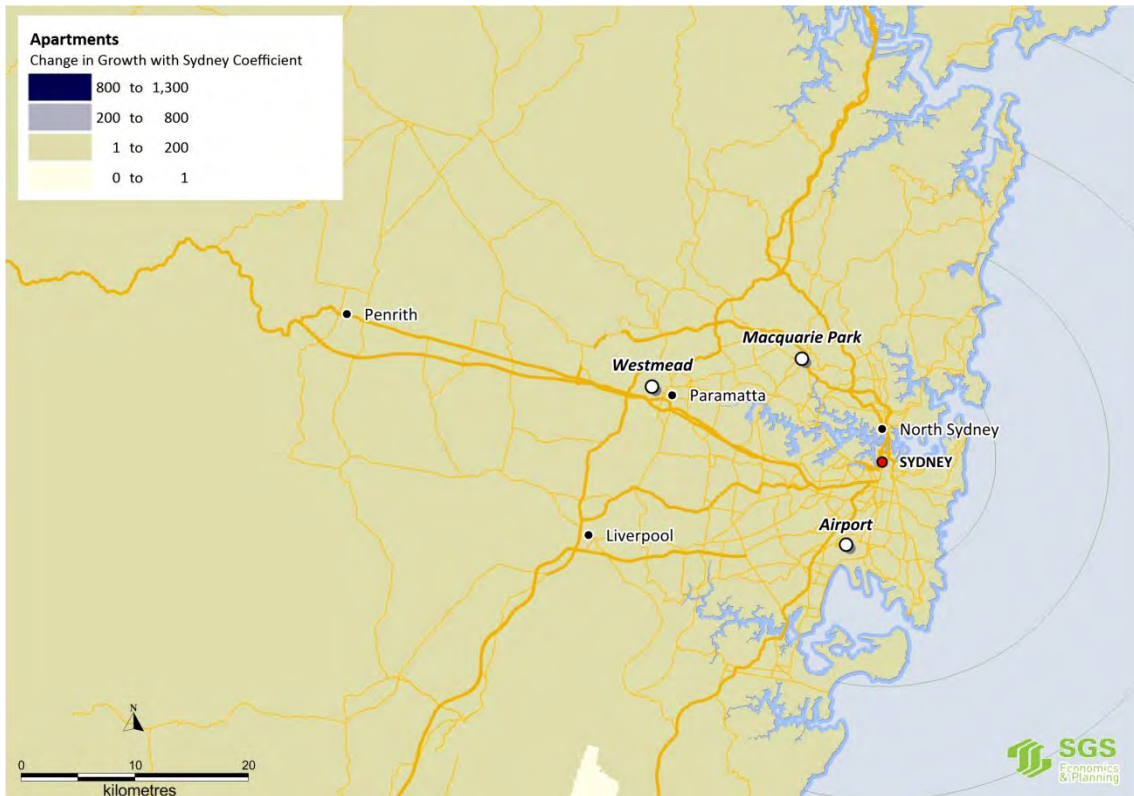 Apartments
Change in Growth with Sydney Coefficient
800 to 1,300
200 to 800
1 to 200
0 to 1
Penrith
Macquarie Park
Westmead
Paramatta
North Sydney
SYDNEY
Airport
Liverpool
0 10 20
kilometres
SGS
Economics
& Planning